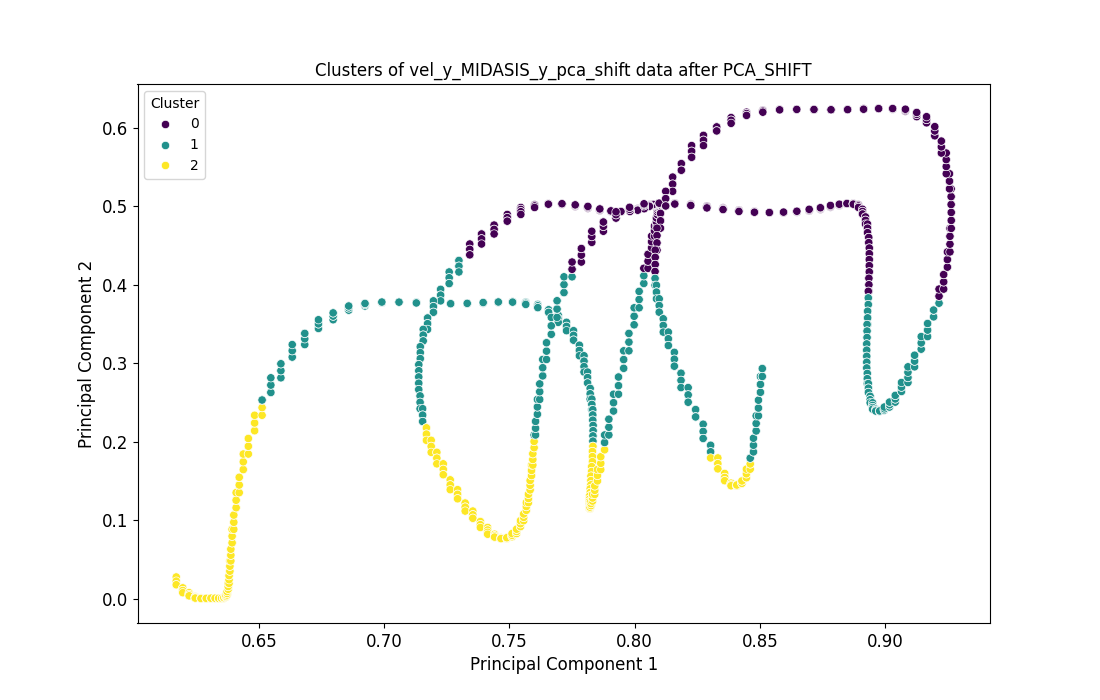 Clusters of vel_y_MIDASIS_y_pca_shift data after PCA_SHIFT
Cluster
0
1
2
Principal Component 2
0.6
0.5
0.4
0.3
0.2
0.1
0.0
0.65 0.70 0.75 0.80 0.85 0.90
Principal Component 1